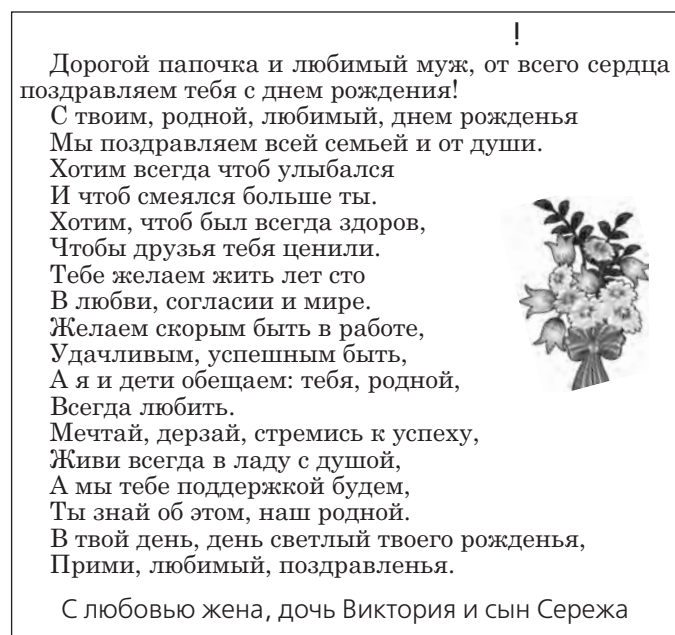 !
Дорогой папочка и любимый муж, от всего сердца
поздравляем тебя с днем рождения!
С твоим, родной, любимый, днем рожденья
Мы поздравляем всей семьей и от души.
Хотим всегда чтоб улыбался
И чтоб смеялся больше ты.
Хотим, чтоб был всегда здоров,
Чтобы друзья тебя ценили.
Тебе желаем жить лет сто
В любви, согласии и мире.
Желаем скорым быть в работе,
Удачливым, успешным быть,
А я и дети обещаем: тебя, родной,
Всегда любить.
Мечтай, дерзай, стремись к успеху,
Живи всегда в ладу с душой,
А мы тебе поддержкой будем,
Ты знай об этом, наш родной.
В твой день, день светлый твоего рожденья,
Прими, любимый, поздравленья.
С любовью жена, дочь Виктория и сын Сережа